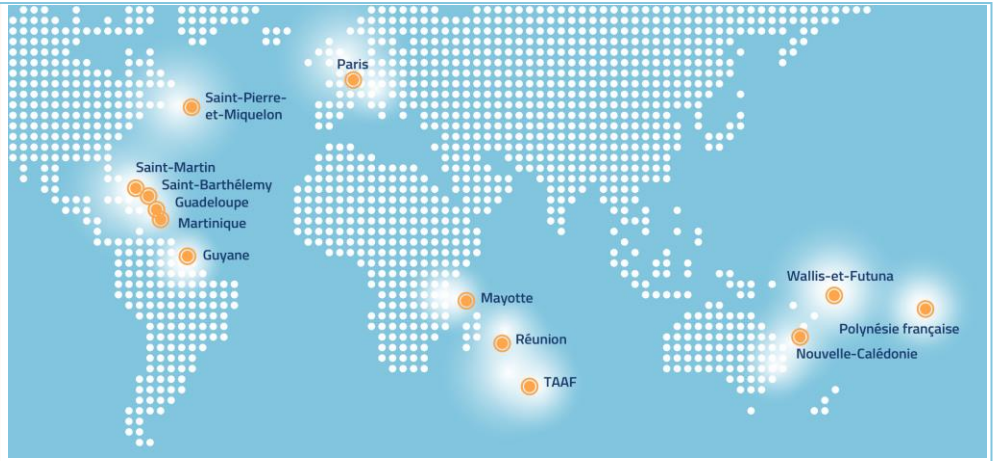 Paris
Saint-Pierre-
et-Miquelon
Saint-Martin
Saint-Barthélemy
Guadeloupe
Martinique
Guyane
Mayotte
Réunion
TAAF
Wallis-et-Futuna
Polynésie française
Nouvelle-Calédonie